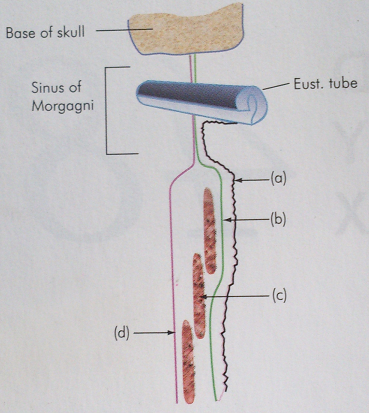 Base of skull
Sinus of
Morgagni
Eust. tube
(a)
(b)
(c)
(d)